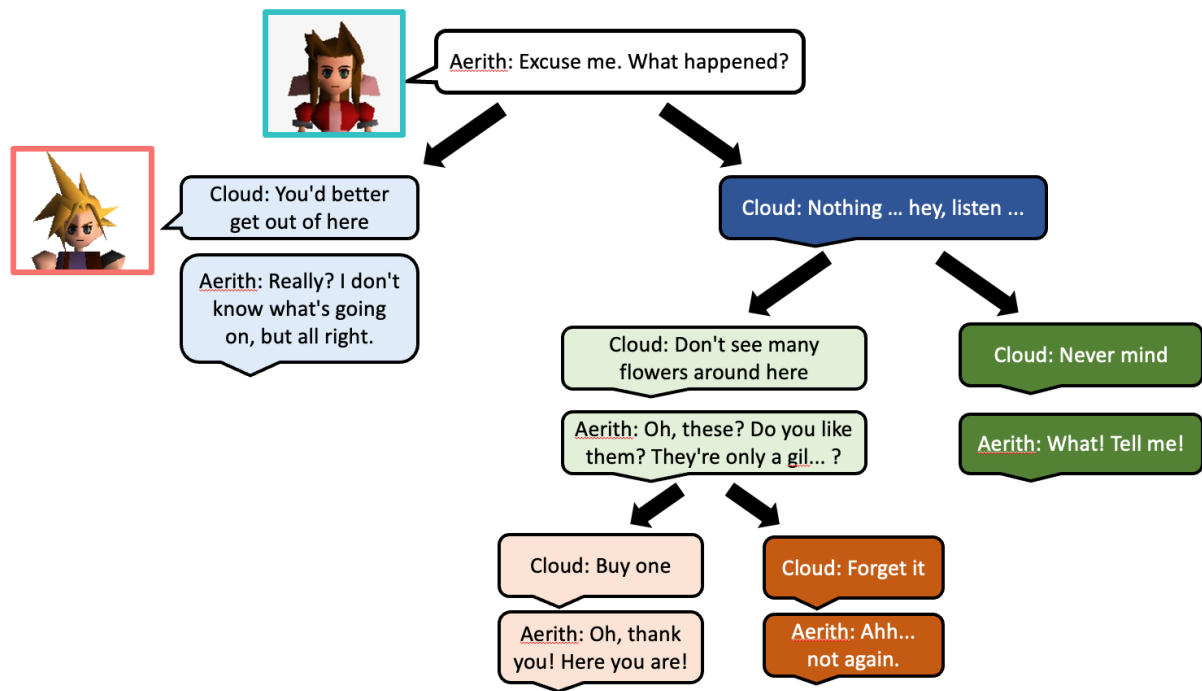 Aerith: Excuse me. What happened?
Cloud: You'd better
get out of here
Aerith: Really? I don't
know what's going
on, but all right.
Cloud: Nothing … hey, listen ...
Cloud: Don't see many
flowers around here
Aerith: Oh, these? Do you like
them? They're only a gil... ?
Cloud: Never mind
Aerith: What! Tell me!
Cloud: Buy one
Aerith: Oh, thank
you! Here you are!
Cloud: Forget it
Aerith: Ahh...
not again.